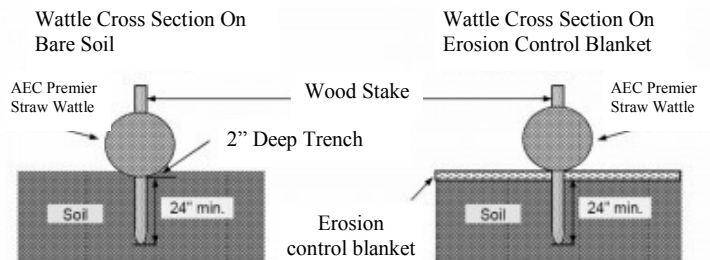 Wattle Cross Section On
Bare Soil
Wattle Cross Section On
Erosion Control Blanket
AEC Premier
Straw Wattle
Wood Stake
AEC Premier
Straw Wattle
2” Deep Trench
Soil
24" min.
Erosion
control blanket
Soil
24" min.